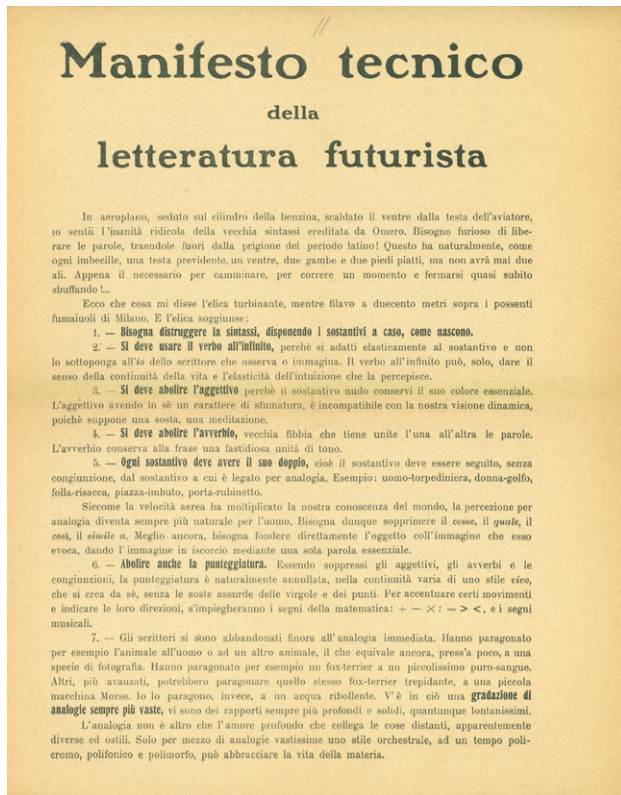 Manifesto tecnico
della
letteratura futurista
In aeroplano, seduto sul cilindro della benzina, scaldato il ventre dalla testa dell'aviatore,
io sentii l'inanità ridicola della vecchia sintassi ereditata da Omero. Bisogno furioso di libe-
rare le parole, traendole fuori dalla prigione del periodo latino! Questo ha naturalmente, come
ogni imbecille, una testa previdente, un ventre, due gambe e due piedi piatti, ma non avrà mai due
ali. Appena il necessario per camminare, per correre un momento e fermarsi quasi subito
sbuffando!...
Ecco che cosa mi disse l'elica turbinante, mentre filavo a duecento metri sopra i possenti
fumaiuoli di Milano. E l'elica soggiunse:
1. — Bisogna distruggere la sintassi, disponendo i sostantivi a caso, come nascono.
2. — Si deve usare il verbo all'infinito, perchè si adatti elasticamente al sostantivo e non
lo sottoponga all'io dello scrittore che osserva o immagina. Il verbo all'infinito può, solo, dare il
senso della continuità della vita e l'elasticità dell'intuizione che la percepisce.
3. — Si deve abolire l'aggettivo perchè il sostantivo nudo conservi il suo colore essenziale.
L'aggettivo avendo in sè un carattere di sfumatura, è incompatibile con la nostra visione dinamica,
poichè suppone una sosta, una meditazione.
4. — Si deve abolire l'avverbio, vecchia fibbia che tiene unite l'una all'altra le parole.
L'avverbio conserva alla frase una fastidiosa unità di tono.
5. — Ogni sostantivo deve avere il suo doppio, cioè il sostantivo deve essere seguito, senza
congiunzione, dal sostantivo a cui è legato per analogia. Esempio: uomo-torpediniera, donna-golfo,
folla-risacca, piazza-imbuto, porta-rubinetto.
Siccome la velocità aerea ha moltiplicato la nostra conoscenza del mondo, la percezione per
analogia diventa sempre più naturale per l'uomo. Bisogna dunque sopprimere il come, il quale, il
così, il simile a. Meglio ancora, bisogna fondere direttamente l'oggetto coll'immagine che esso
evoca, dando l'immagine in iscorcio mediante una sola parola essenziale.
6. — Abolire anche la punteggiatura. Essendo soppressi gli aggettivi, gli avverbi e le
congiunzioni, la punteggiatura è naturalmente annullata, nella continuità varia di uno stile vivo,
che si crea da sè, senza le soste assurde delle virgole e dei punti. Per accentuare certi movimenti
e indicare le loro direzioni, s'impiegheranno i segni della matematica: + — × : = > <, e i segni
musicali.
7. — Gli scrittori si sono abbandonati finora all'analogia immediata. Hanno paragonato
per esempio l'animale all'uomo o ad un altro animale, il che equivale ancora, press'a poco, a una
specie di fotografia. Hanno paragonato per esempio un fox-terrier a un piccolissimo puro-sangue.
Altri, più avanzati, potrebbero paragonare quello stesso fox-terrier trepidante, a una piccola
macchina Morse. Io lo paragono, invece, a un acqua ribollente. V'è in ciò una gradazione di
analogie sempre più vaste, vi sono dei rapporti sempre più profondi e solidi, quantunque lontanissimi.
L'analogia non è altro che l'amore profondo che collega le cose distanti, apparentemente
diverse ed ostili. Solo per mezzo di analogie vastissime uno stile orchestrale, ad un tempo poli-
cromo, polifonico e polimorfo, può abbracciare la vita della materia.